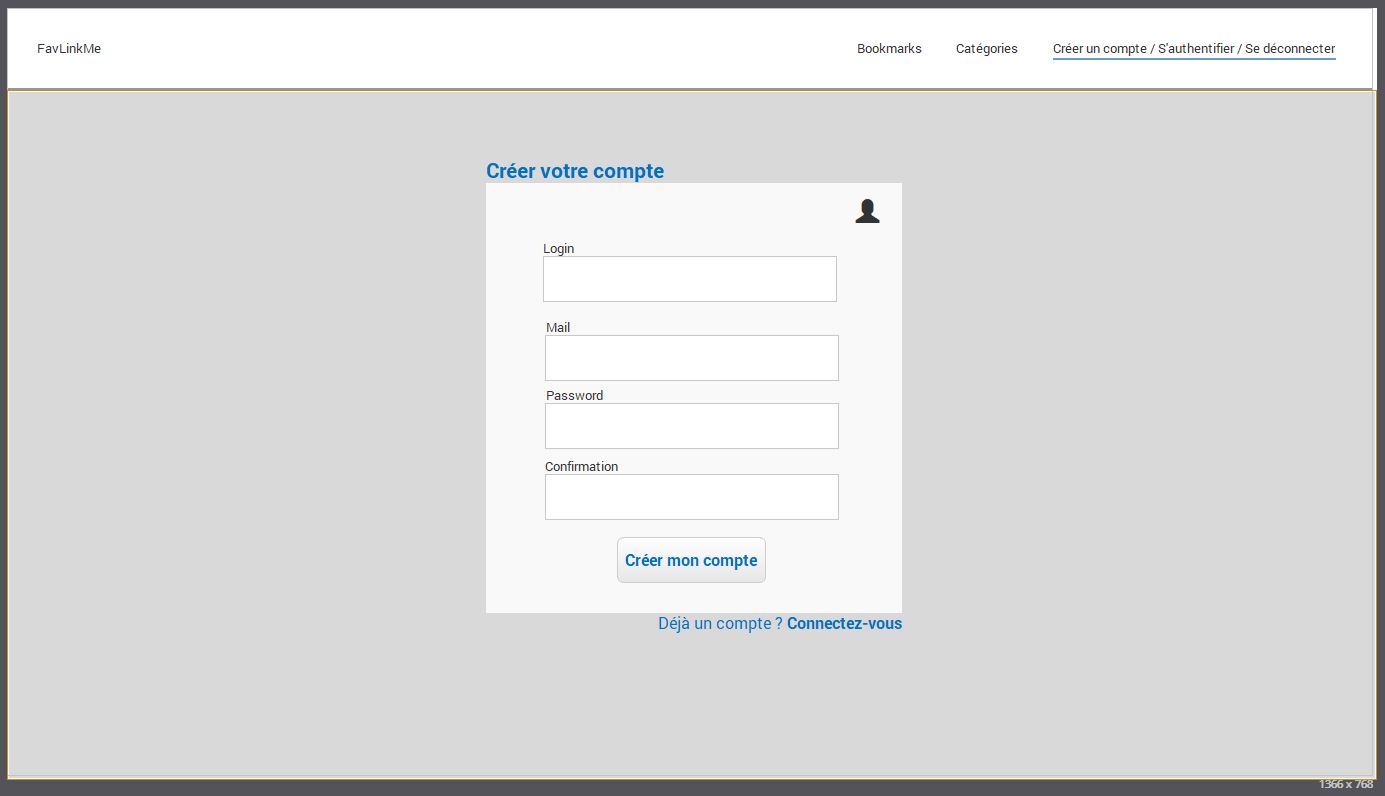 FavLinkMe
Bookmarks
Catégories
Créer un compte / S'authentifier / Se déconnecter
Créer votre compte
Login
Mail
Password
Confirmation
Créer mon compte
Déjà un compte ? Connectez-vous
1366 x 768